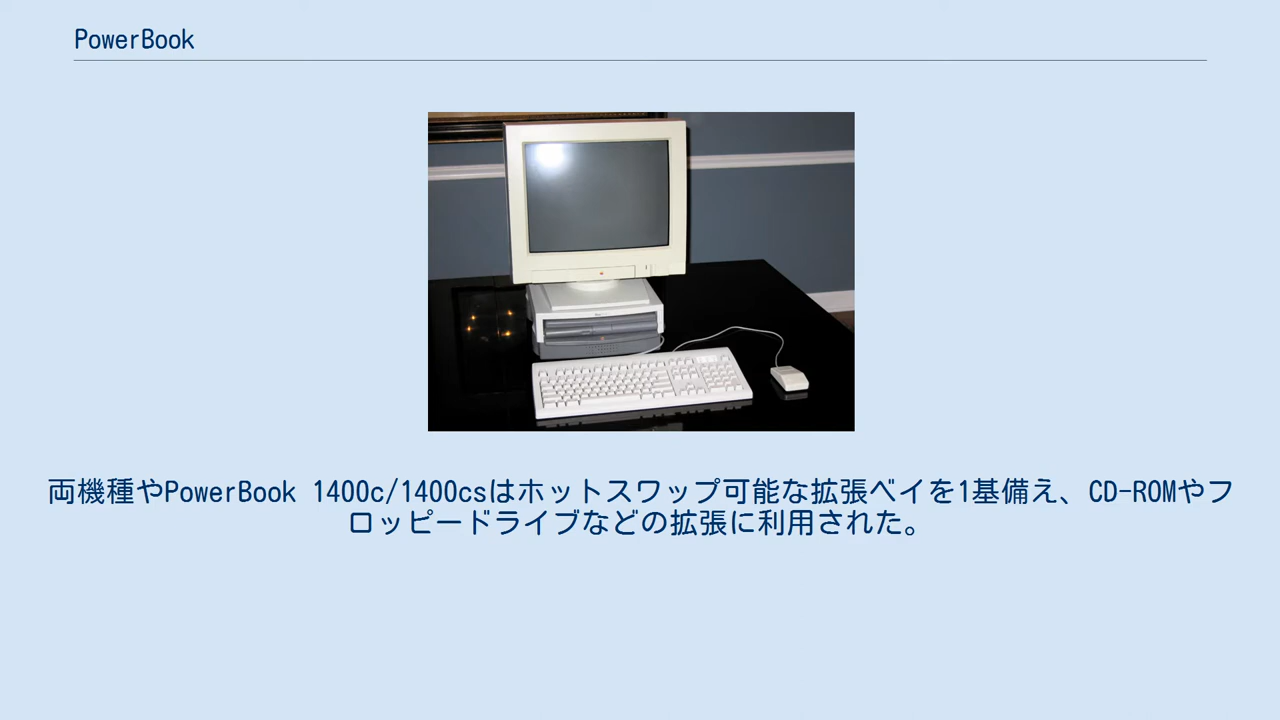 PowerBook
両機種やPowerBook 1400c/1400csはホットスワップ可能な拡張ベイを1基備え、CD-ROMやフ
ロッピードライブなどの拡張に利用された。